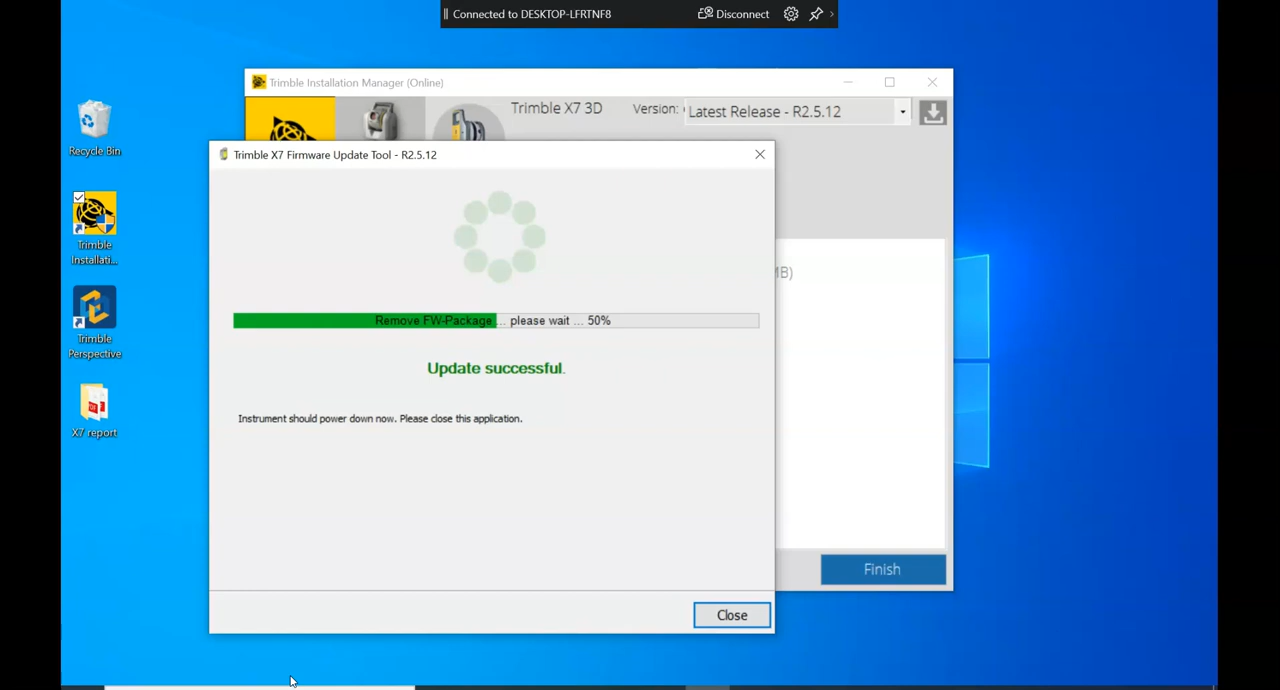 Connected to DESKTOP-LFRTNF8
Disconnect
Trimble Installation Manager (Online)
Trimble X7 3D
Version:
Latest Release - R2.5.12
Recycle Bin
Trimble X7 Firmware Update Tool - R2.5.12
Trimble
Installati...
MB)
Remove FW-Package ... please wait ... 50%
Trimble
Perspective
Update successful.
Instrument should power down now. Please close this application.
X7 report
Finish
Close